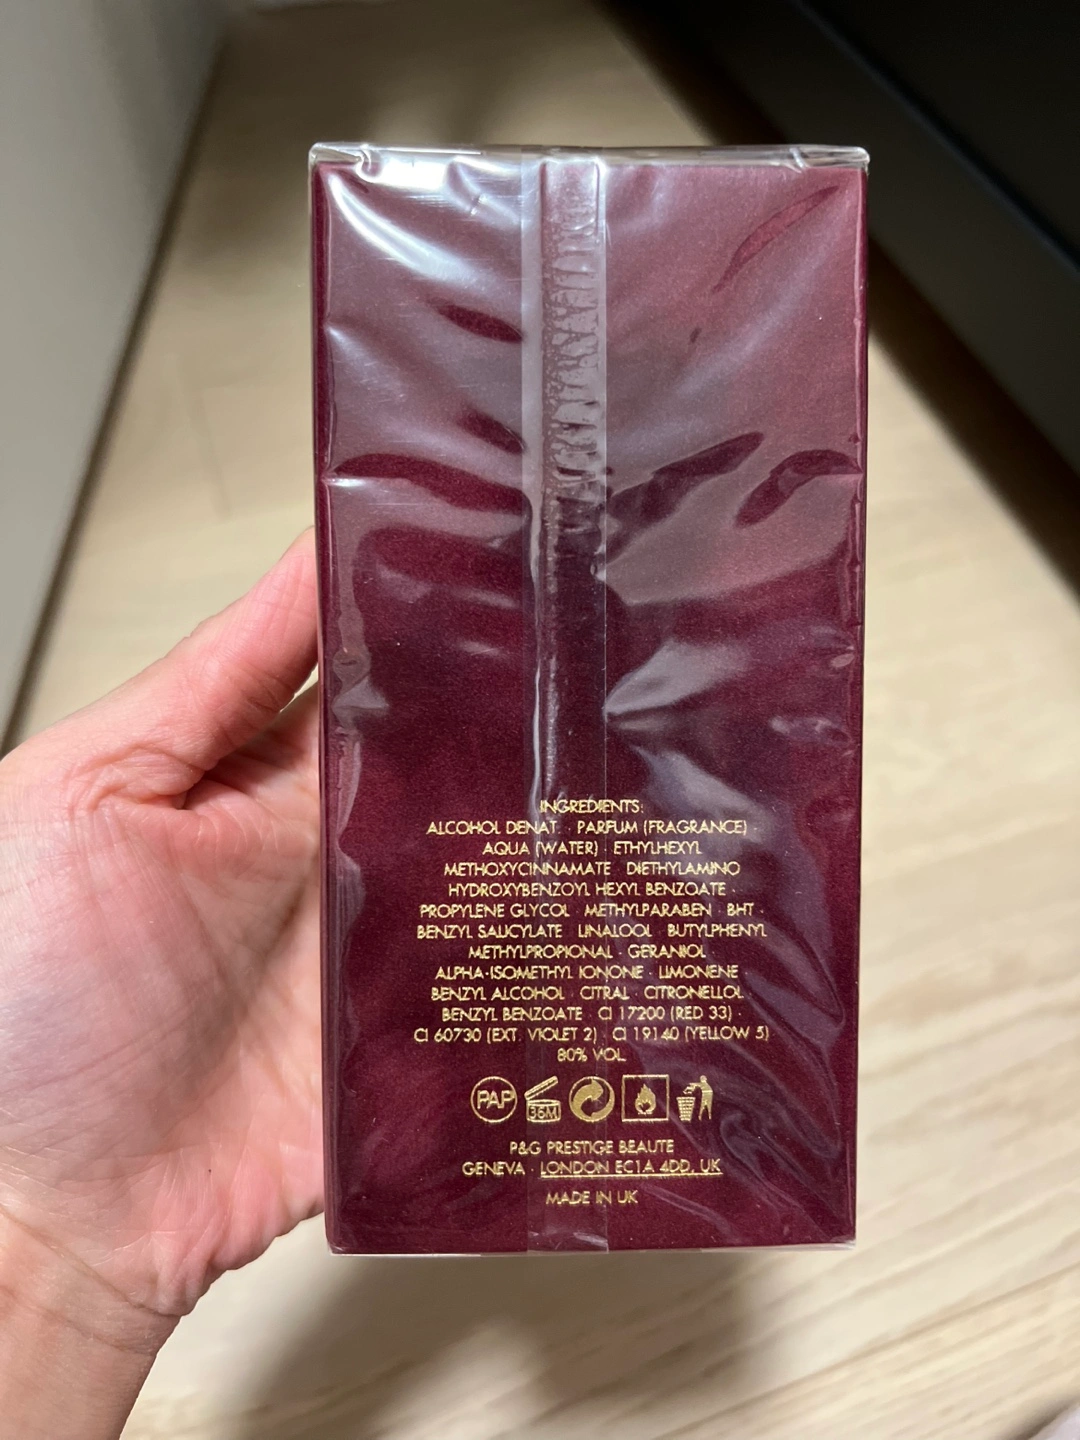 INGREDIENTS:
ALCOHOL DENAT. · PARFUM (FRAGRANCE) ·
AQUA (WATER) · ETHYLHEXYL
METHOXYCINNAMATE · DIETHYLAMINO
HYDROXYBENZOYL HEXYL BENZOATE ·
PROPYLENE GLYCOL · METHYLPARABEN · BHT ·
BENZYL SALICYLATE · LINALOOL · BUTYLPHENYL
METHYLPROPIONAL · GERANIOL ·
ALPHA-ISOMETHYL IONONE · LIMONENE ·
BENZYL ALCOHOL · CITRAL · CITRONELLOL ·
BENZYL BENZOATE · CI 17200 (RED 33) ·
CI 60730 (EXT. VIOLET 2) · CI 19140 (YELLOW 5)
80% VOL.
PAP 36M
P&G PRESTIGE BEAUTE
GENEVA · LONDON EC1A 4DD, UK
MADE IN UK